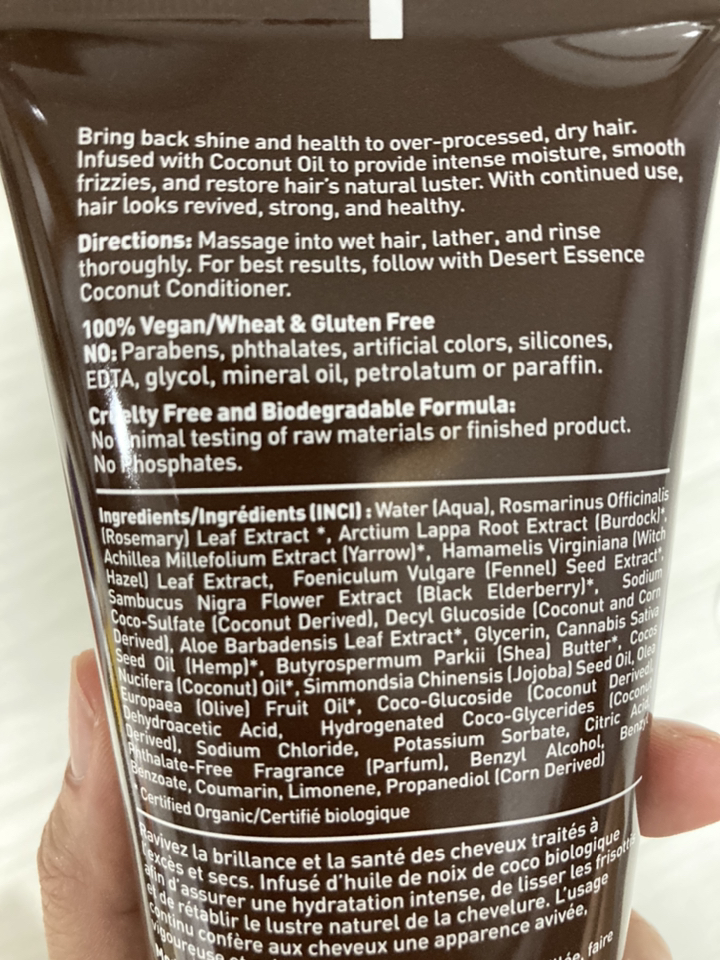 Bring back shine and health to over-processed, dry hair.
Infused with Coconut Oil to provide intense moisture, smooth
frizzies, and restore hair's natural luster. With continued use,
hair looks revived, strong, and healthy.
Directions: Massage into wet hair, lather, and rinse
thoroughly. For best results, follow with Desert Essence
Coconut Conditioner.
100% Vegan/Wheat & Gluten Free
NO: Parabens, phthalates, artificial colors, silicones,
EDTA, glycol, mineral oil, petrolatum or paraffin.
Cruelty Free and Biodegradable Formula:
No animal testing of raw materials or finished product.
No Phosphates.
Ingredients/Ingrédients (INCI) : Water (Aqua), Rosmarinus Officinalis
(Rosemary) Leaf Extract *, Arctium Lappa Root Extract (Burdock)*,
Achillea Millefolium Extract (Yarrow)*, Hamamelis Virginiana (Witch
Hazel) Leaf Extract, Foeniculum Vulgare (Fennel) Seed Extract*,
Sambucus Nigra Flower Extract (Black Elderberry)*, Sodium
Coco-Sulfate (Coconut Derived), Decyl Glucoside (Coconut and Corn
Derived), Aloe Barbadensis Leaf Extract*, Glycerin, Cannabis Sativa
Seed Oil (Hemp)*, Butyrospermum Parkii (Shea) Butter*, Cocos
Nucifera (Coconut) Oil*, Simmondsia Chinensis (Jojoba) Seed Oil, Olea
Europaea (Olive) Fruit Oil*, Coco-Glucoside (Coconut Derived),
Dehydroacetic Acid, Hydrogenated Coco-Glycerides (Coconut
Derived), Sodium Chloride, Potassium Sorbate, Citric Acid,
Phthalate-Free Fragrance (Parfum), Benzyl Alcohol, Benzyl
Benzoate, Coumarin, Limonene, Propanediol (Corn Derived)
* Certified Organic/Certifié biologique
Ravivez la brillance et la santé des cheveux traités à
l'excès et secs. Infusé d'huile de noix de coco biologique
afin d'assurer une hydratation intense, de lisser les frisottis
et de rétablir le lustre naturel de la chevelure. L'usage
continu confère aux cheveux une apparence avivée,
vigoureuse et
faire